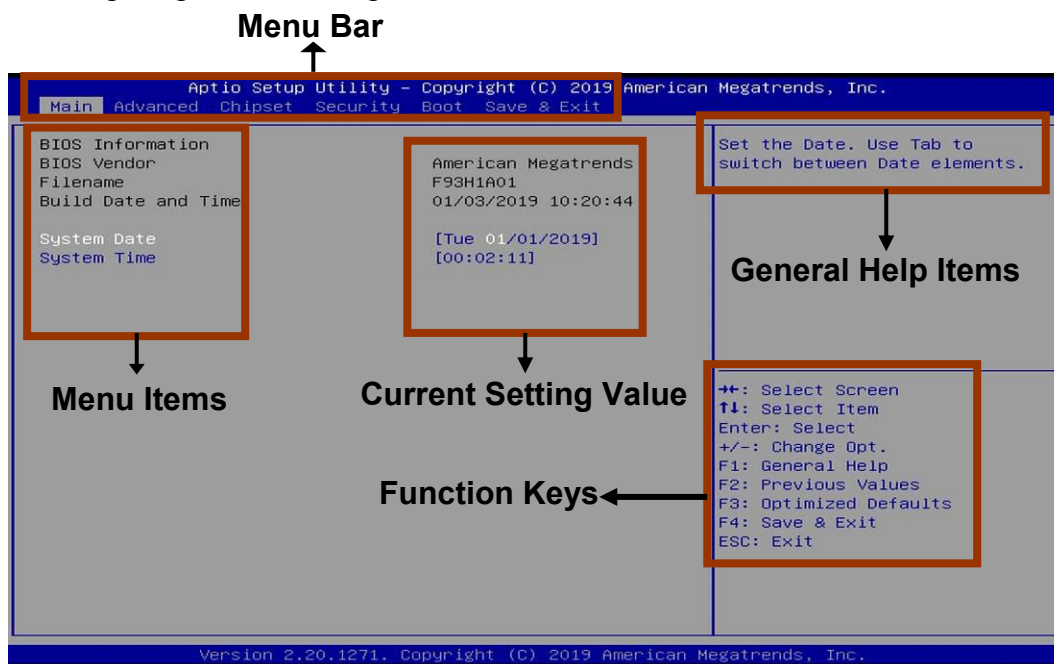 Menu Bar
Aptio Setup Utility – Copyright (C) 2019 American Megatrends, Inc.
Main Advanced Chipset Security Boot Save & Exit
BIOS Information
BIOS Vendor American Megatrends
Filename F93H1A01
Build Date and Time 01/03/2019 10:20:44
System Date [Tue 01/01/2019]
System Time [00:02:11]
Set the Date. Use Tab to
switch between Date elements.
General Help Items
Menu Items
Current Setting Value
→←: Select Screen
↑↓: Select Item
Enter: Select
+/-: Change Opt.
F1: General Help
F2: Previous Values
F3: Optimized Defaults
F4: Save & Exit
ESC: Exit
Function Keys
Version 2.20.1271. Copyright (C) 2019 American Megatrends, Inc.